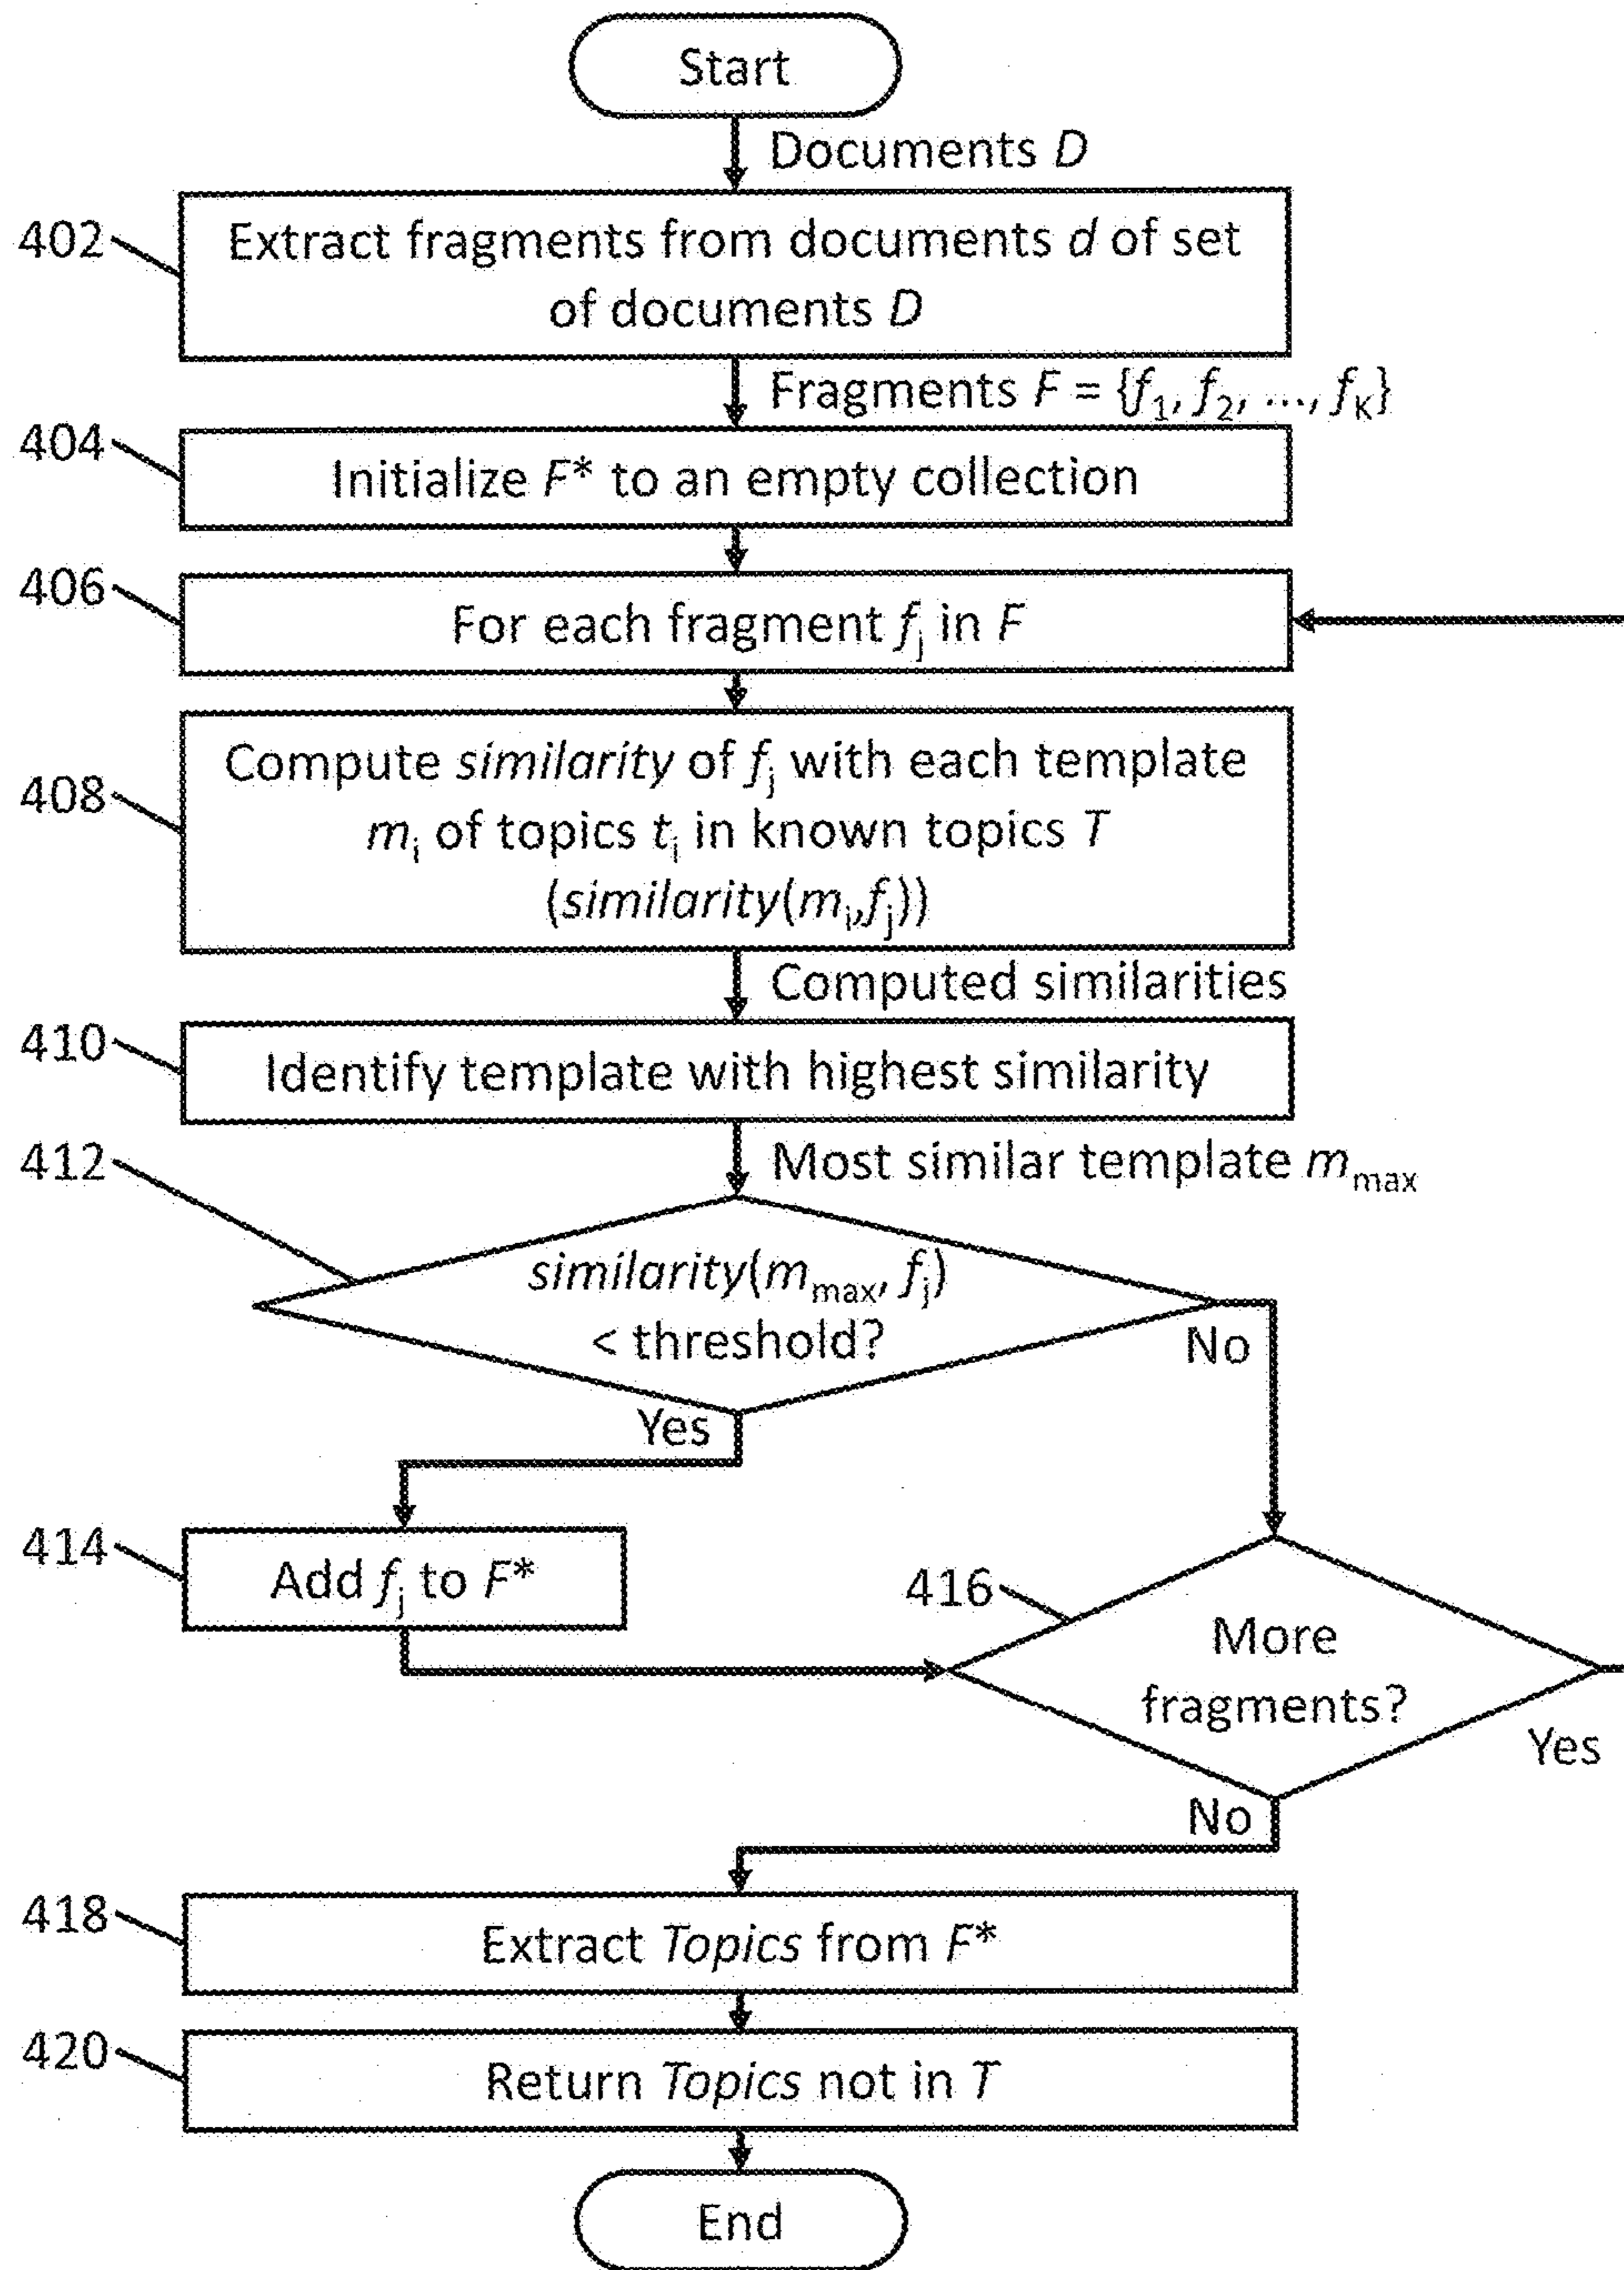 Start
Documents D
402
Extract fragments from documents d of set
of documents D
Fragments F = {f1, f2, ..., fK}
404
Initialize F* to an empty collection
406
For each fragment fj in F
408
Compute similarity of fj with each template
mi of topics ti in known topics T
(similarity(mi,fj))
Computed similarities
410
Identify template with highest similarity
412
Most similar template mmax
similarity(mmax, fj)
< threshold?
No
Yes
414
Add fj to F*
416
More
fragments?
Yes
No
418
Extract Topics from F*
420
Return Topics not in T
End